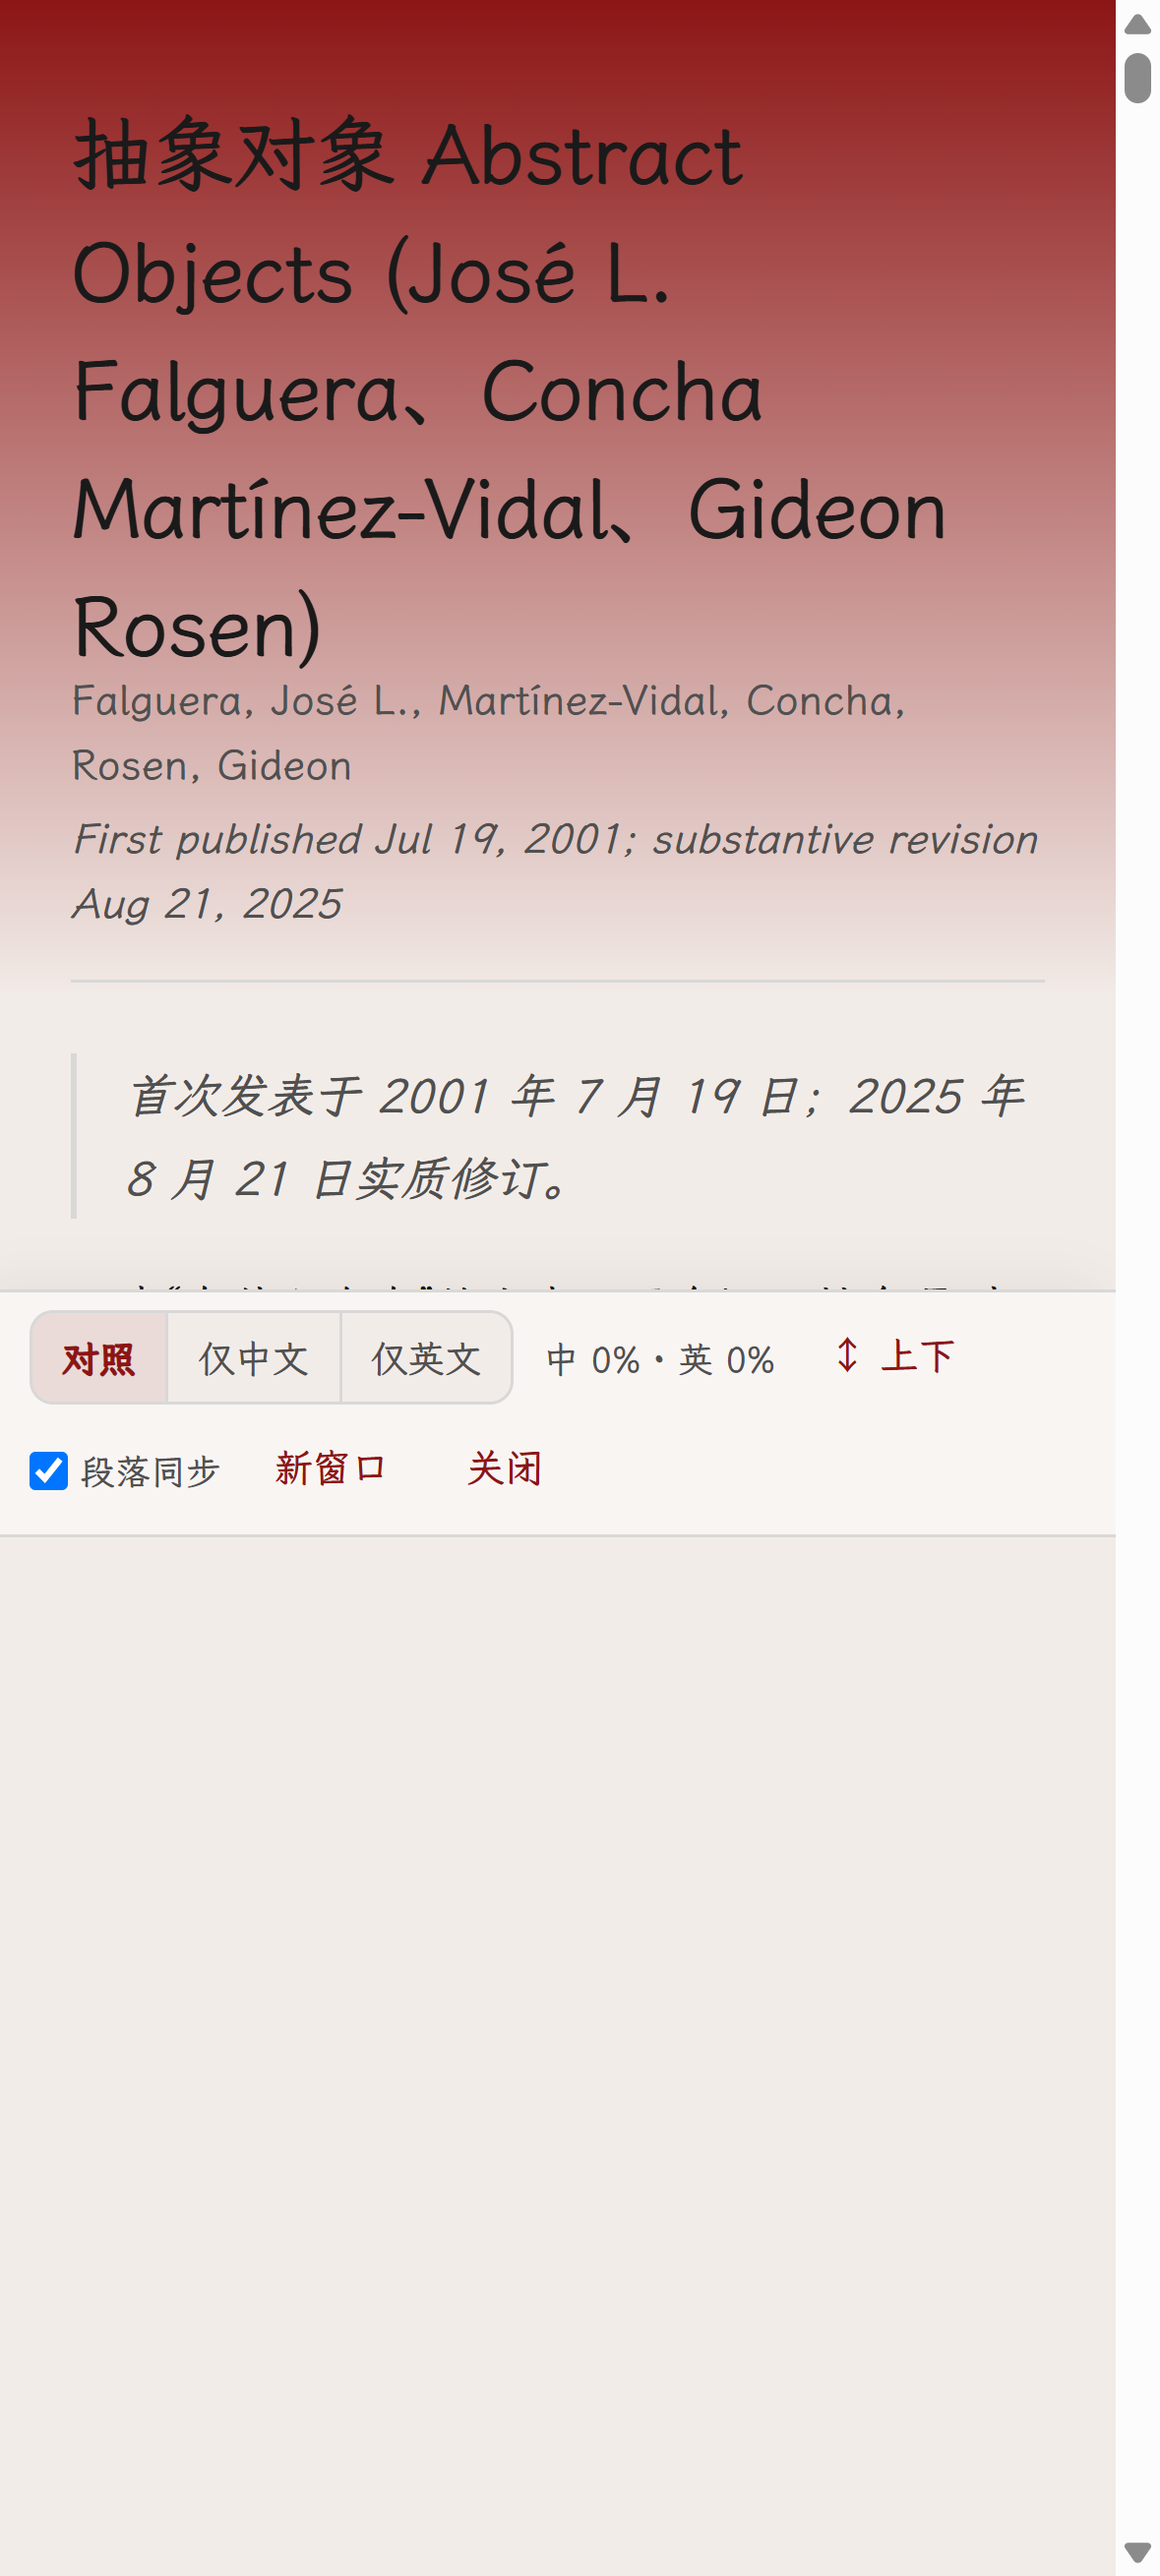 抽象对象 Abstract
Objects (José L.
Falguera、Concha
Martínez-Vidal、Gideon
Rosen)
Falguera, José L., Martínez-Vidal, Concha,
Rosen, Gideon
First published Jul 19, 2001; substantive revision
Aug 21, 2025
首次发表于 2001 年 7 月 19 日；2025 年
8 月 21 日实质修订。
对照 仅中文 仅英文 中 0% · 英 0% ↕ 上下
段落同步 新窗口 关闭